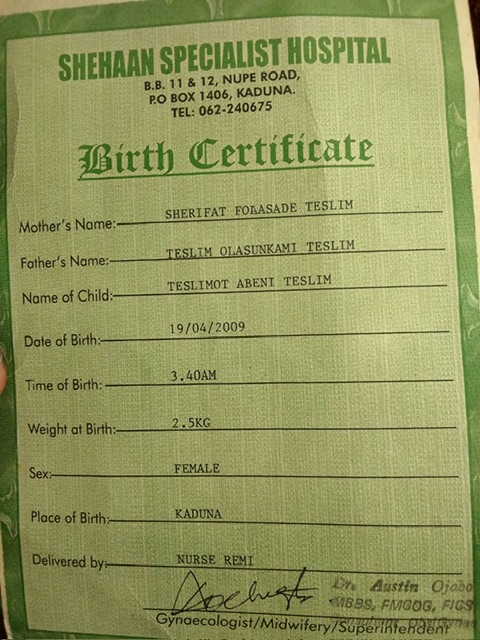 SHEHAAN SPECIALIST HOSPITAL
B.B. 11 & 12, NUPE ROAD,
P.O BOX 1406, KADUNA.
TEL: 062-240675
Birth Certificate
Mother's Name: SHERIFAT FOLASADE TESLIM
Father's Name: TESLIM OLASUNKAMI TESLIM
Name of Child: TESLIMOT ABENI TESLIM
Date of Birth: 19/04/2009
Time of Birth: 3.40AM
Weight at Birth: 2.5KG
Sex: FEMALE
Place of Birth: KADUNA
Delivered by: NURSE REMI
Dr. Austin Ojobo
MBBS, FMCOG, FICS
Gynaecologist/Midwifery/Superintendent